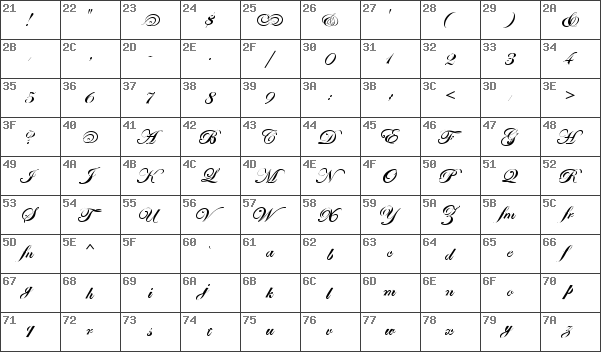 21 22 23 24 25 26 27 28 29 2A
! " $ & ' ( )
2B 2C 2D 2E 2F 30 31 32 33 34
, - . / 0 1 2 3 4
35 36 37 38 39 3A 3B 3C 3D 3E
5 6 7 8 9 : ; < >
3F 40 41 42 43 44 45 46 47 48
? A B C D E F G H
49 4A 4B 4C 4D 4E 4F 50 51 52
I J K L M N O P Q R
53 54 55 56 57 58 59 5A 5B 5C
S T U V W X Y Z fm fr
5D 5E 5F 60 61 62 63 64 65 66
fn ^ ` a b c d e f
67 68 69 6A 6B 6C 6D 6E 6F 70
g h i j k l m n o p
71 72 73 74 75 76 77 78 79 7A
q r s t u v w x y z